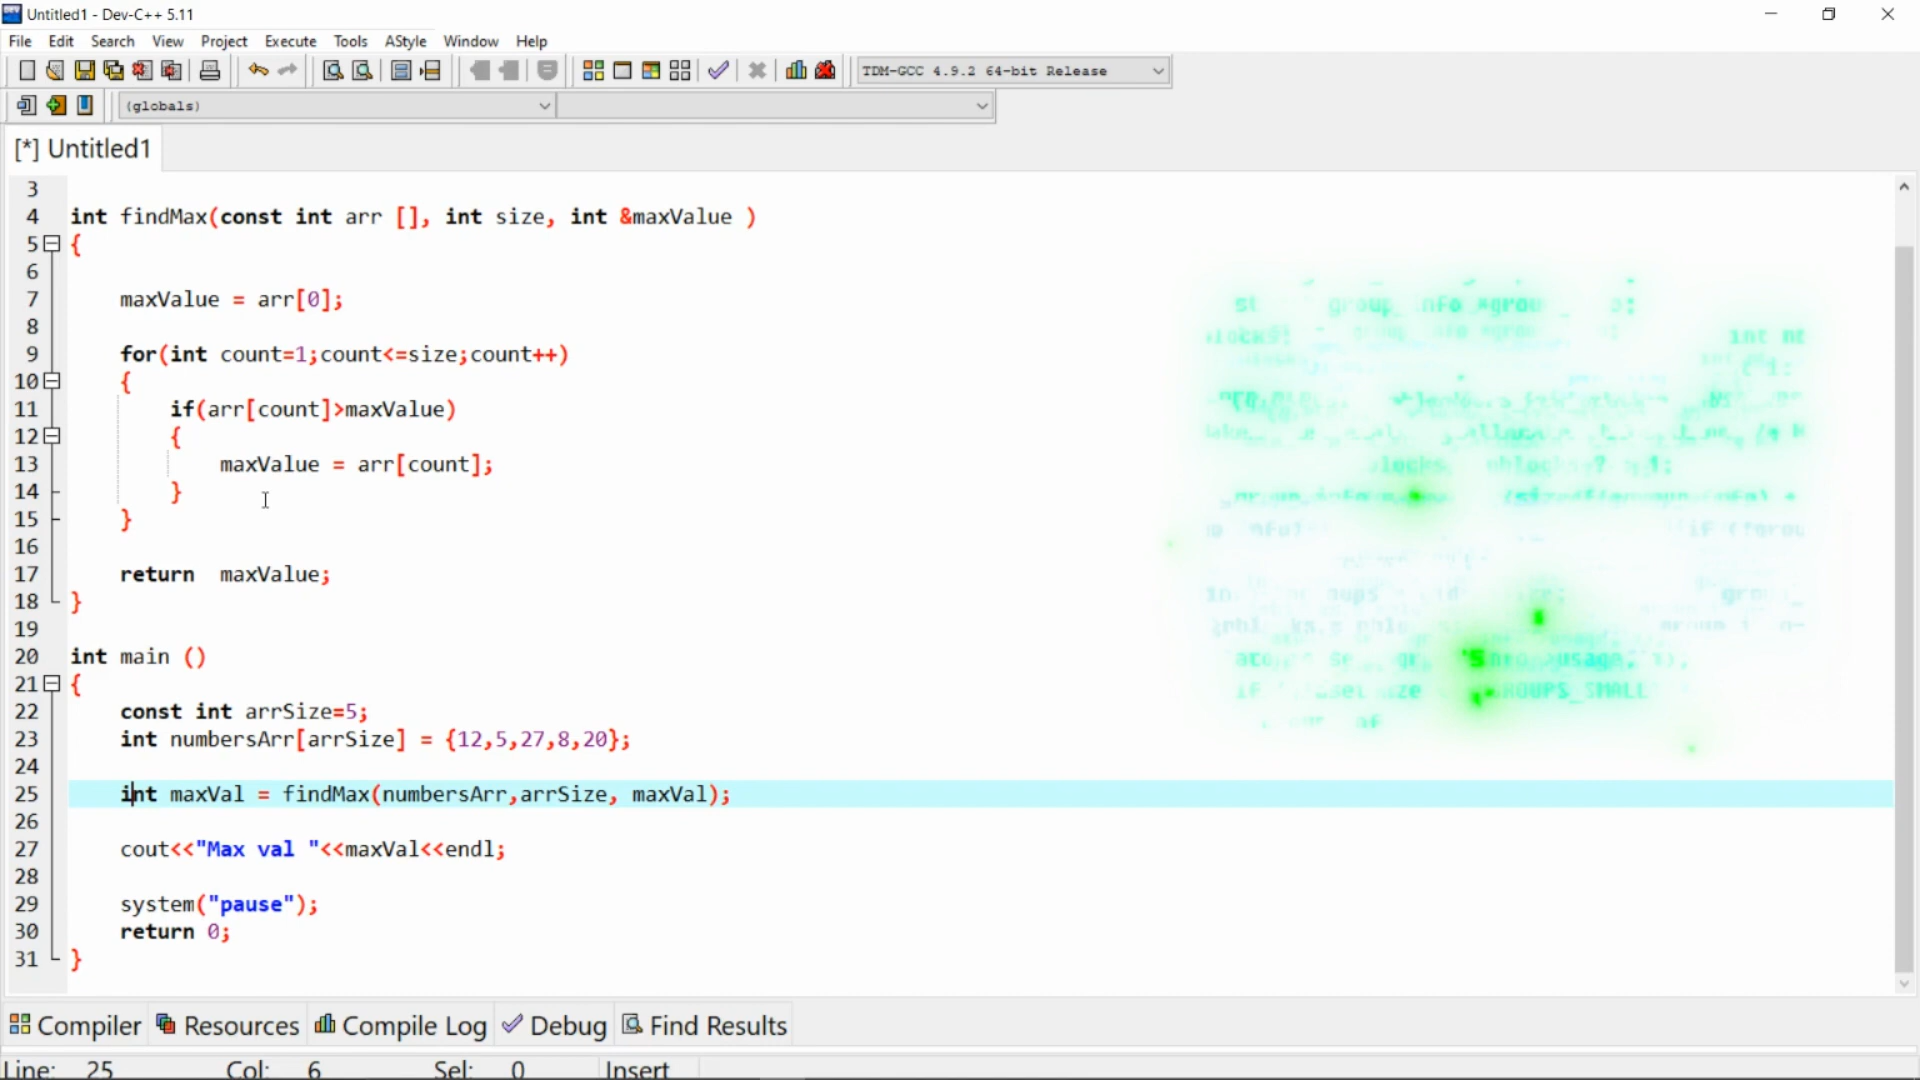 Untitled1 - Dev-C++ 5.11
File Edit Search View Project Execute Tools AStyle Window Help
TDM-GCC 4.9.2 64-bit Release
(globals)
[*] Untitled1
3
4 int findMax(const int arr [], int size, int &maxValue )
5 {
6
7 maxValue = arr[0];
8
9 for(int count=1;count<=size;count++)
10 {
11 if(arr[count]>maxValue)
12 {
13 maxValue = arr[count];
14 }
15 }
16
17 return  maxValue;
18 }
19
20 int main ()
21 {
22 const int arrSize=5;
23 int numbersArr[arrSize] = {12,5,27,8,20};
24
25 int maxVal = findMax(numbersArr,arrSize, maxVal);
26
27 cout<<"Max val "<<maxVal<<endl;
28
29 system("pause");
30 return 0;
31 }
Compiler Resources Compile Log Debug Find Results
Line: 25 Col: 6 Sel: 0 Insert